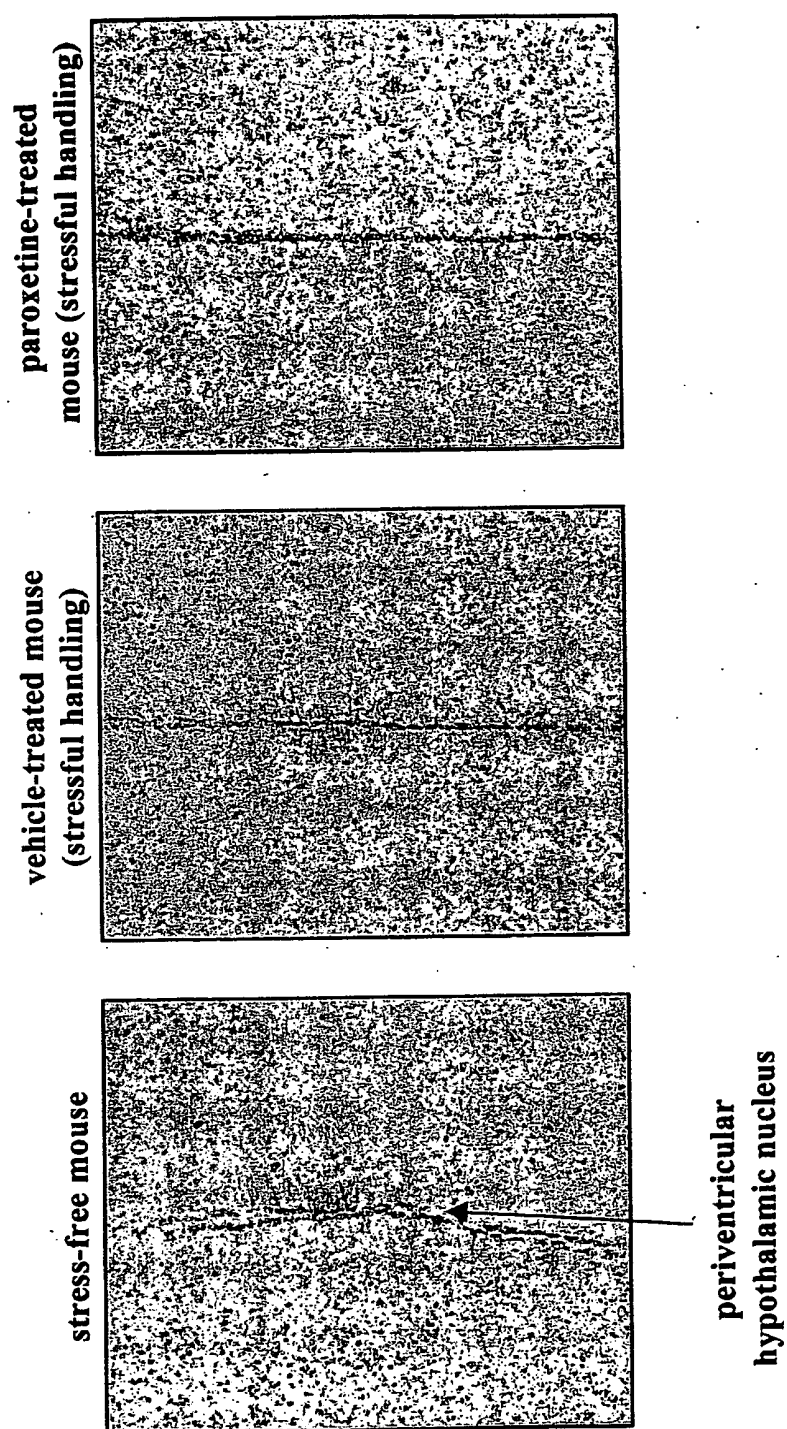 stress-free mouse
vehicle-treated mouse
(stressful handling)
paroxetine-treated
mouse (stressful handling)
periventricular
hypothalamic nucleus